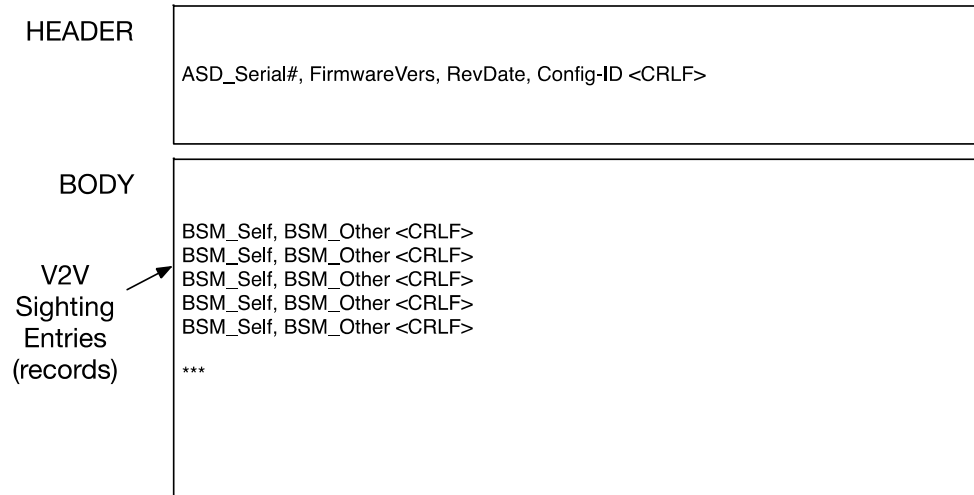 HEADER
ASD_Serial#, FirmwareVers, RevDate, Config-ID <CRLF>
BODY
BSM_Self, BSM_Other <CRLF>
BSM_Self, BSM_Other <CRLF>
BSM_Self, BSM_Other <CRLF>
BSM_Self, BSM_Other <CRLF>
BSM_Self, BSM_Other <CRLF>
***
V2V
Sighting
Entries
(records)